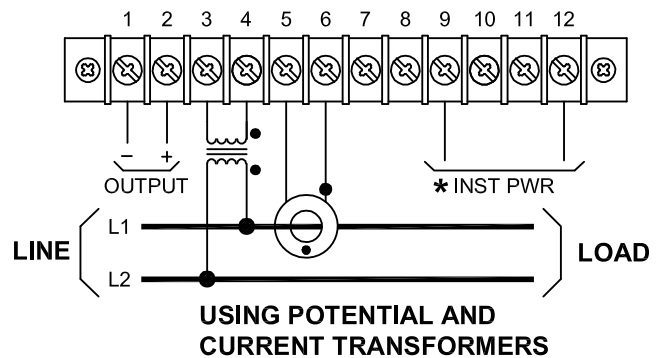 1 2 3 4 5 6 7 8 9 10 11 12
− +
OUTPUT
* INST PWR
L1
LINE
LOAD
L2
USING POTENTIAL AND
CURRENT TRANSFORMERS